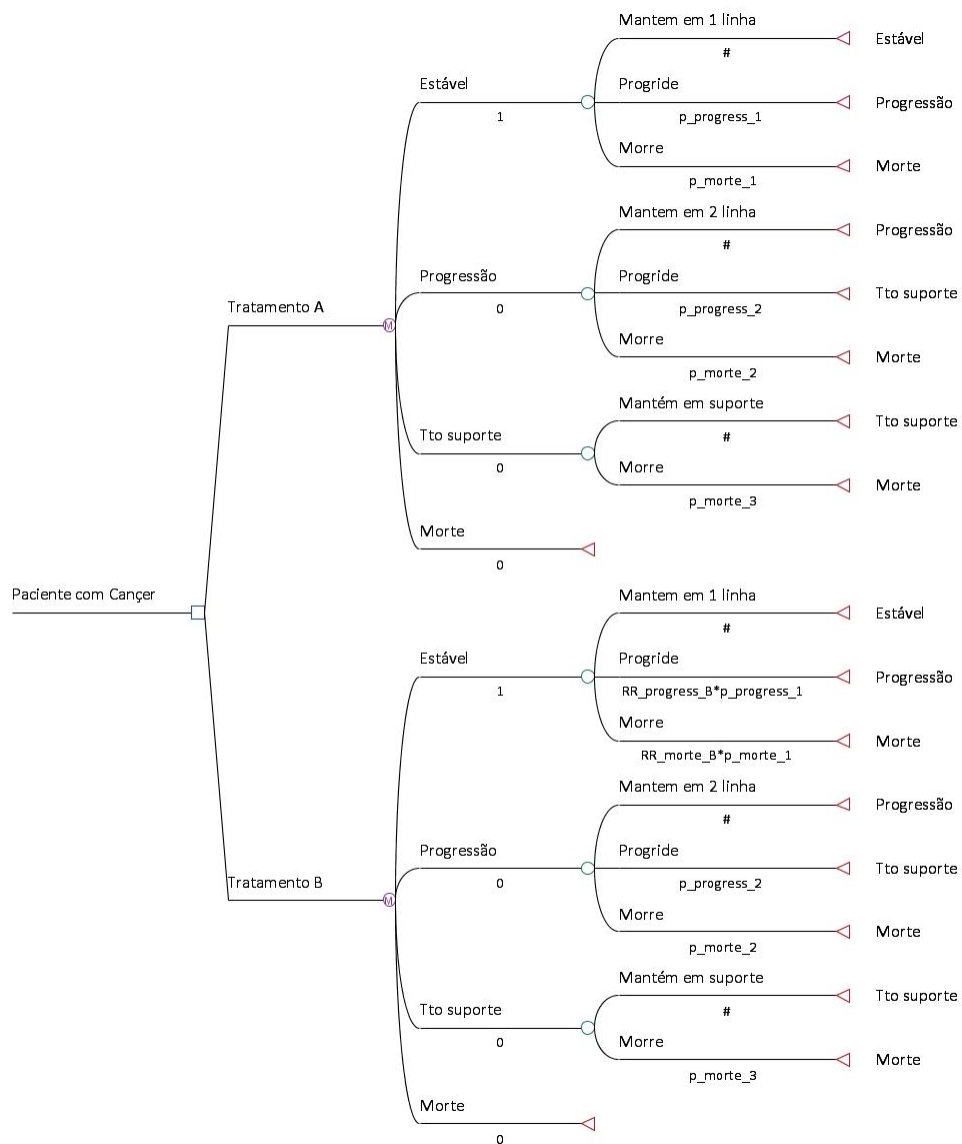 Mantem em 1 linha
Estável
#
Estável
1
Progride
Progressão
p_progress_1
Morre
Morte
p_morte_1
Mantem em 2 linha
Progressão
#
Progressão
0
Progride
Tto suporte
p_progress_2
Tratamento A
M
Morre
Morte
p_morte_2
Mantém em suporte
Tto suporte
#
Tto suporte
0
Morre
Morte
p_morte_3
Morte
0
Paciente com Cançer
Mantem em 1 linha
Estável
#
Estável
1
Progride
Progressão
RR_progress_B*p_progress_1
Morre
Morte
RR_morte_B*p_morte_1
Mantem em 2 linha
Progressão
#
Progressão
0
Progride
Tto suporte
p_progress_2
Tratamento B
M
Morre
Morte
p_morte_2
Mantém em suporte
Tto suporte
#
Tto suporte
0
Morre
Morte
p_morte_3
Morte
0